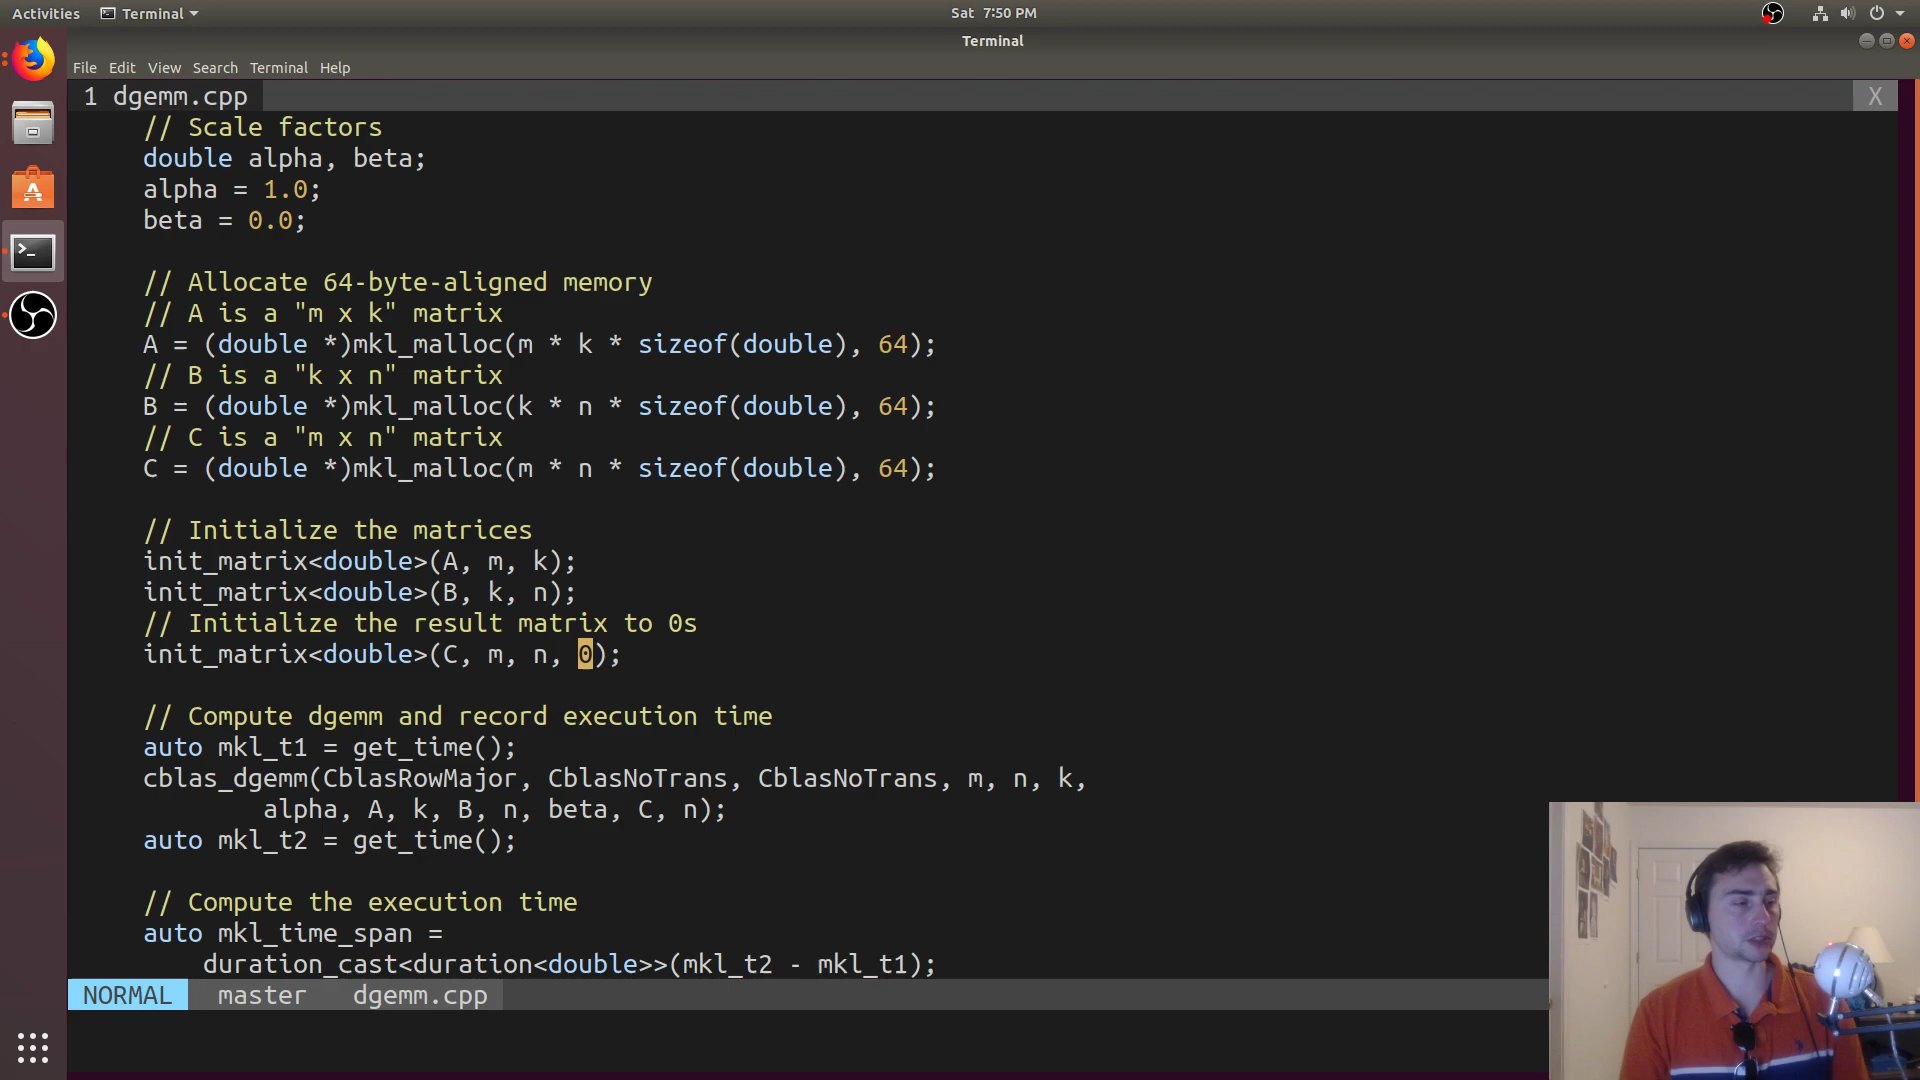 Activities Terminal Sat 7:50 PM
Terminal
File Edit View Search Terminal Help
1 dgemm.cpp X
// Scale factors
double alpha, beta;
alpha = 1.0;
beta = 0.0;
// Allocate 64-byte-aligned memory
// A is a "m x k" matrix
A = (double *)mkl_malloc(m * k * sizeof(double), 64);
// B is a "k x n" matrix
B = (double *)mkl_malloc(k * n * sizeof(double), 64);
// C is a "m x n" matrix
C = (double *)mkl_malloc(m * n * sizeof(double), 64);
// Initialize the matrices
init_matrix<double>(A, m, k);
init_matrix<double>(B, k, n);
// Initialize the result matrix to 0s
init_matrix<double>(C, m, n, 0);
// Compute dgemm and record execution time
auto mkl_t1 = get_time();
cblas_dgemm(CblasRowMajor, CblasNoTrans, CblasNoTrans, m, n, k,
alpha, A, k, B, n, beta, C, n);
auto mkl_t2 = get_time();
// Compute the execution time
auto mkl_time_span =
duration_cast<duration<double>>(mkl_t2 - mkl_t1);
NORMAL master dgemm.cpp